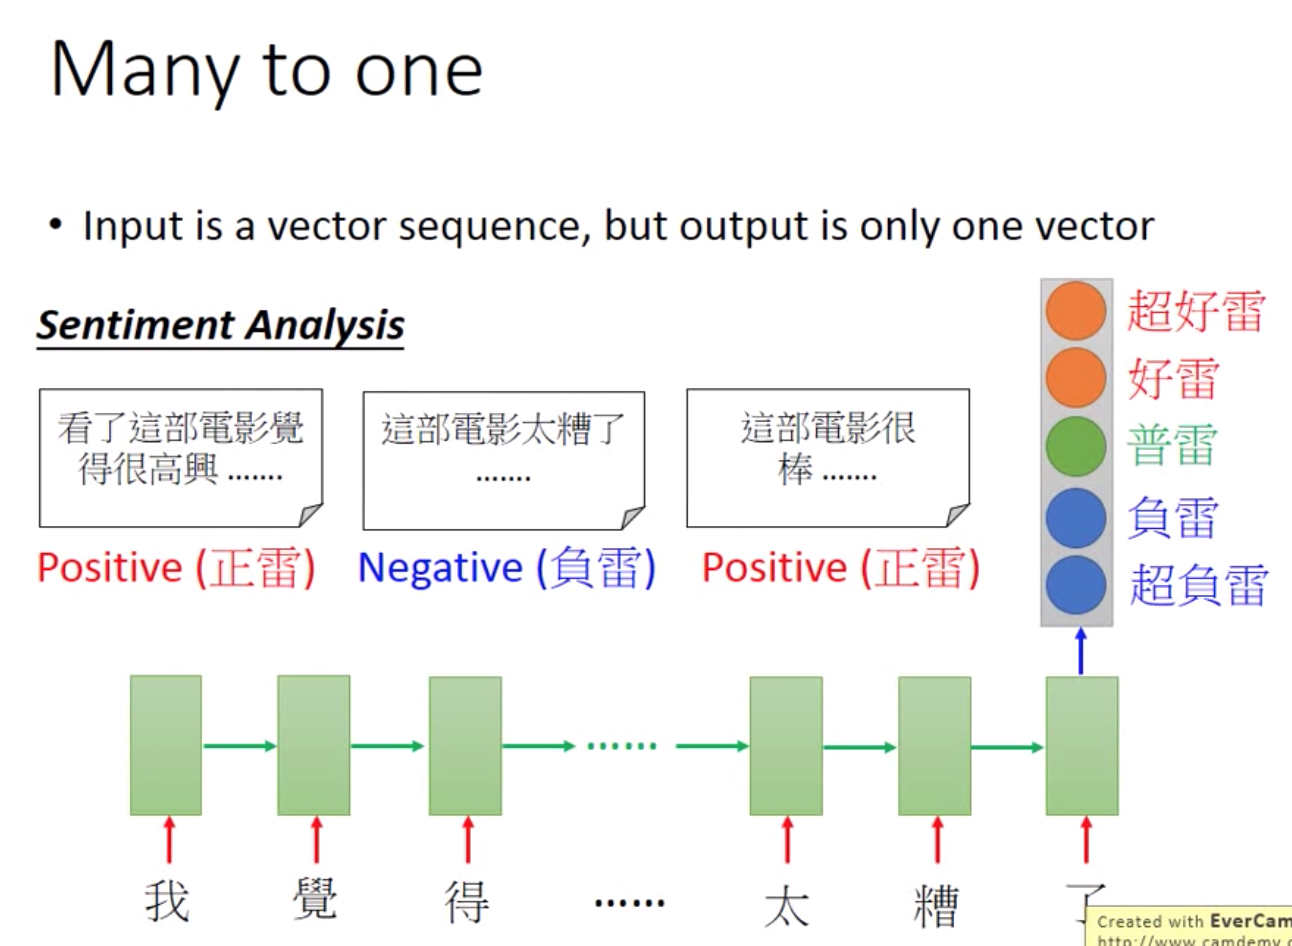 Many to one
• Input is a vector sequence, but output is only one vector
Sentiment Analysis
看了這部電影覺
得很高興 .......
Positive (正雷)
這部電影太糟了
.......
Negative (負雷)
這部電影很
棒 .......
Positive (正雷)
超好雷
好雷
普雷
負雷
超負雷
......
我 覺 得 ...... 太 糟 了
Created with EverCam
http://www.camdemy.